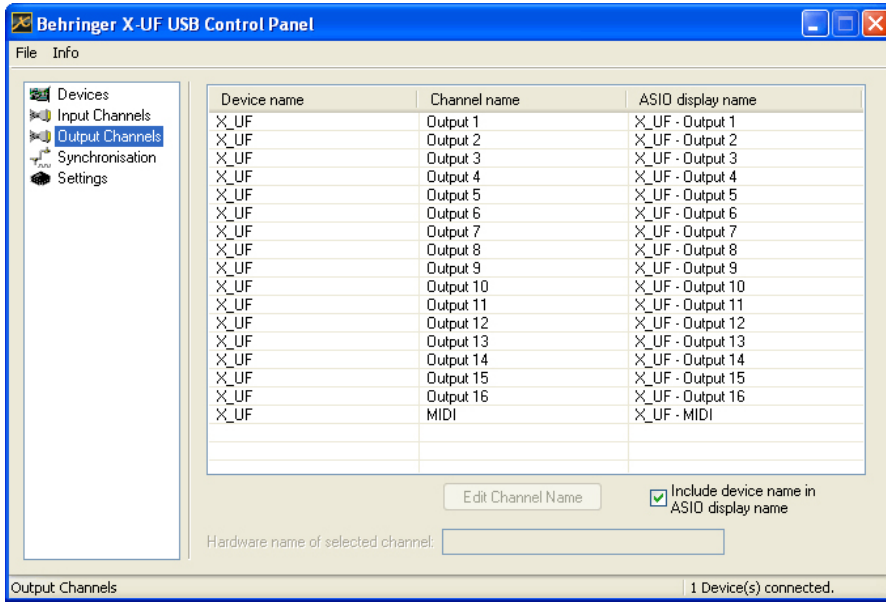 Behringer X-UF USB Control Panel
File Info
Devices
Input Channels
Output Channels
Synchronisation
Settings
Device name Channel name ASIO display name
X_UF Output 1 X_UF - Output 1
X_UF Output 2 X_UF - Output 2
X_UF Output 3 X_UF - Output 3
X_UF Output 4 X_UF - Output 4
X_UF Output 5 X_UF - Output 5
X_UF Output 6 X_UF - Output 6
X_UF Output 7 X_UF - Output 7
X_UF Output 8 X_UF - Output 8
X_UF Output 9 X_UF - Output 9
X_UF Output 10 X_UF - Output 10
X_UF Output 11 X_UF - Output 11
X_UF Output 12 X_UF - Output 12
X_UF Output 13 X_UF - Output 13
X_UF Output 14 X_UF - Output 14
X_UF Output 15 X_UF - Output 15
X_UF Output 16 X_UF - Output 16
X_UF MIDI X_UF - MIDI
Edit Channel Name
Include device name in
ASIO display name
Hardware name of selected channel:
Output Channels
1 Device(s) connected.